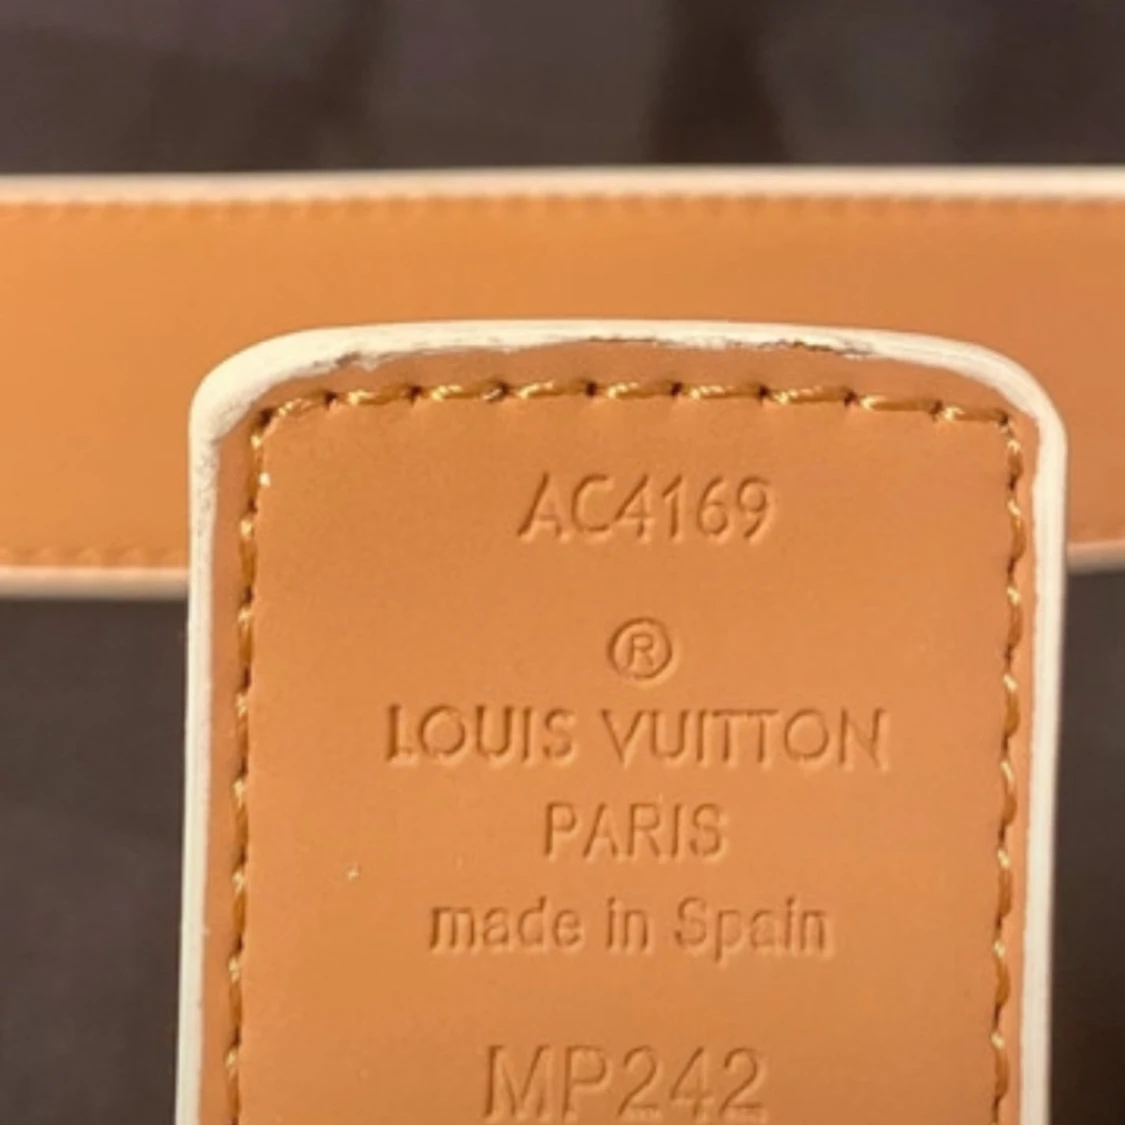 AC4169
®
LOUIS VUITTON
PARIS
made in Spain
MP242